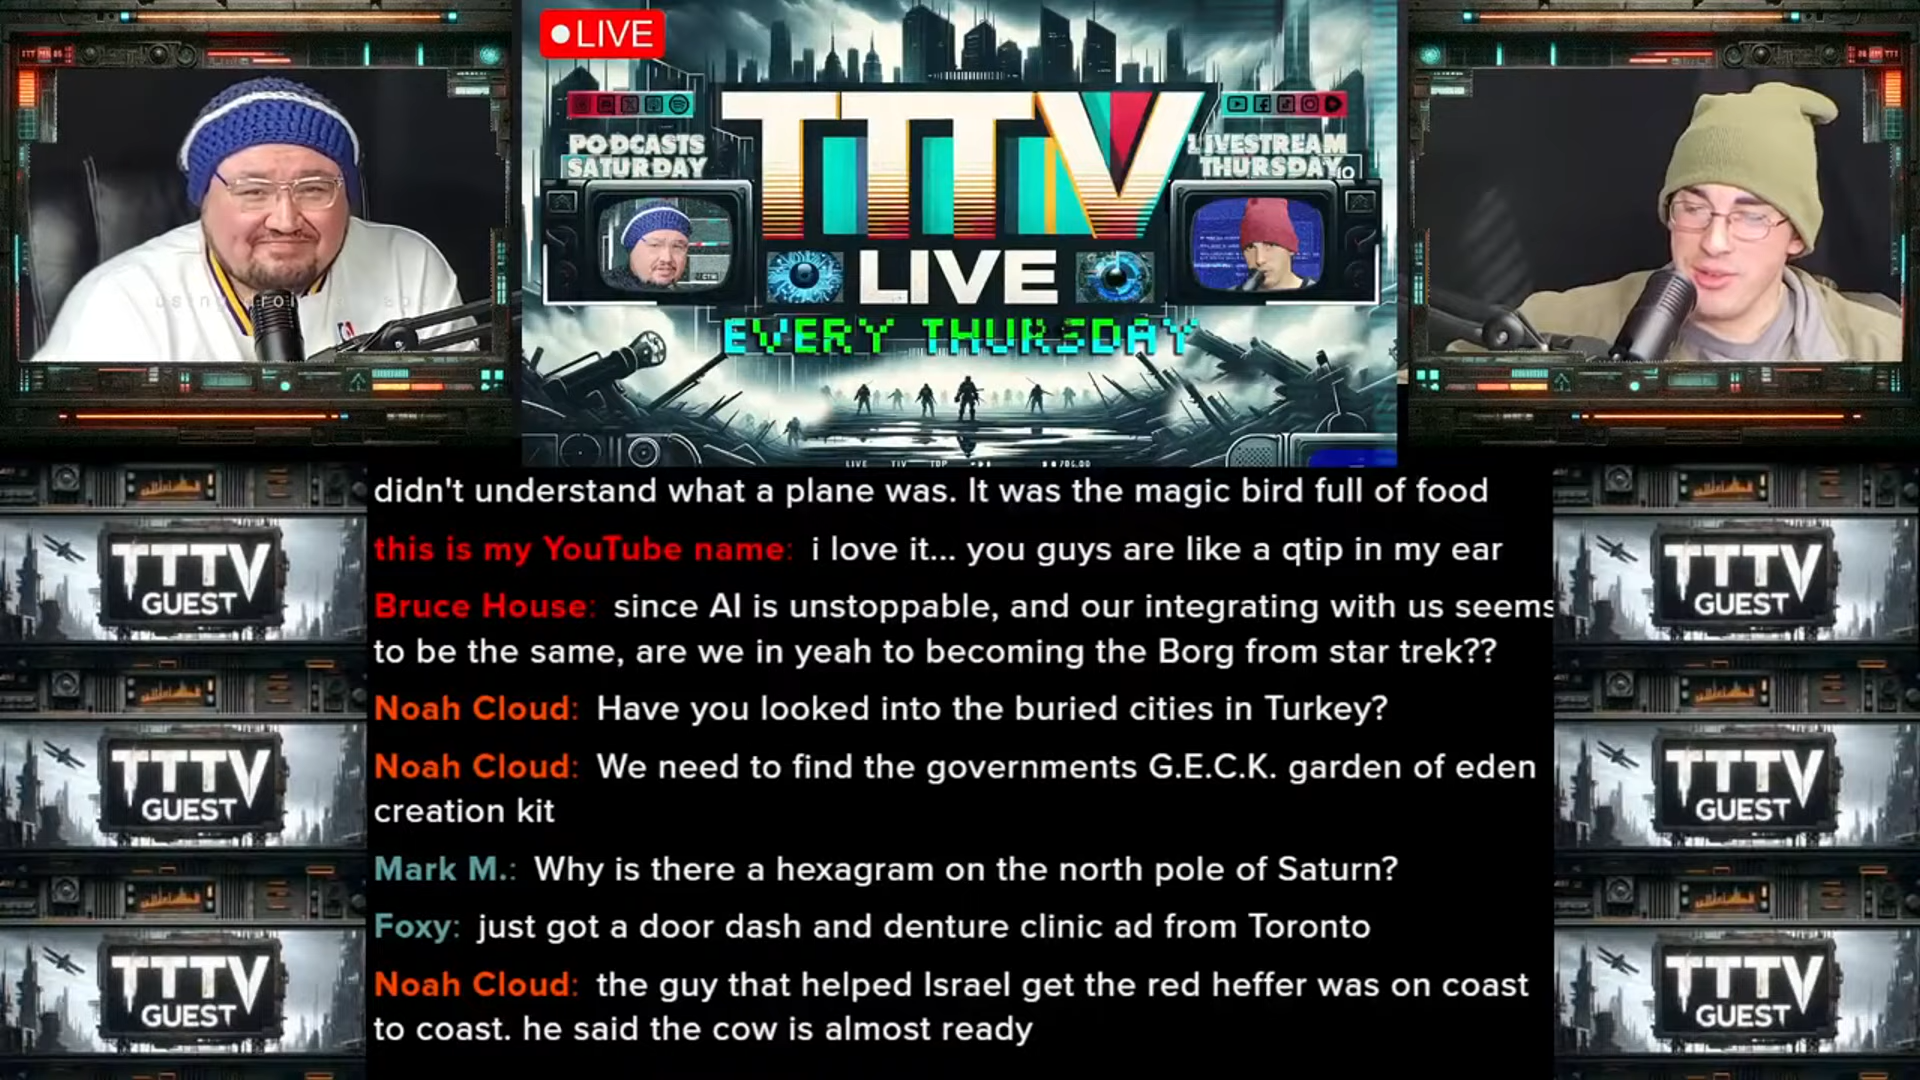 LIVE
PODCASTS
SATURDAY
TTTV
LIVESTREAM
THURSDAY
LIVE
EVERY THURSDAY
didn't understand what a plane was. It was the magic bird full of food
this is my YouTube name: i love it... you guys are like a qtip in my ear
Bruce House: since AI is unstoppable, and our integrating with us seems
to be the same, are we in yeah to becoming the Borg from star trek??
Noah Cloud: Have you looked into the buried cities in Turkey?
Noah Cloud: We need to find the governments G.E.C.K. garden of eden
creation kit
Mark M.: Why is there a hexagram on the north pole of Saturn?
Foxy: just got a door dash and denture clinic ad from Toronto
Noah Cloud: the guy that helped Israel get the red heffer was on coast
to coast. he said the cow is almost ready
TTTV
GUEST
TTTV
GUEST
TTTV
GUEST
TTTV
GUEST
TTTV
GUEST
TTTV
GUEST